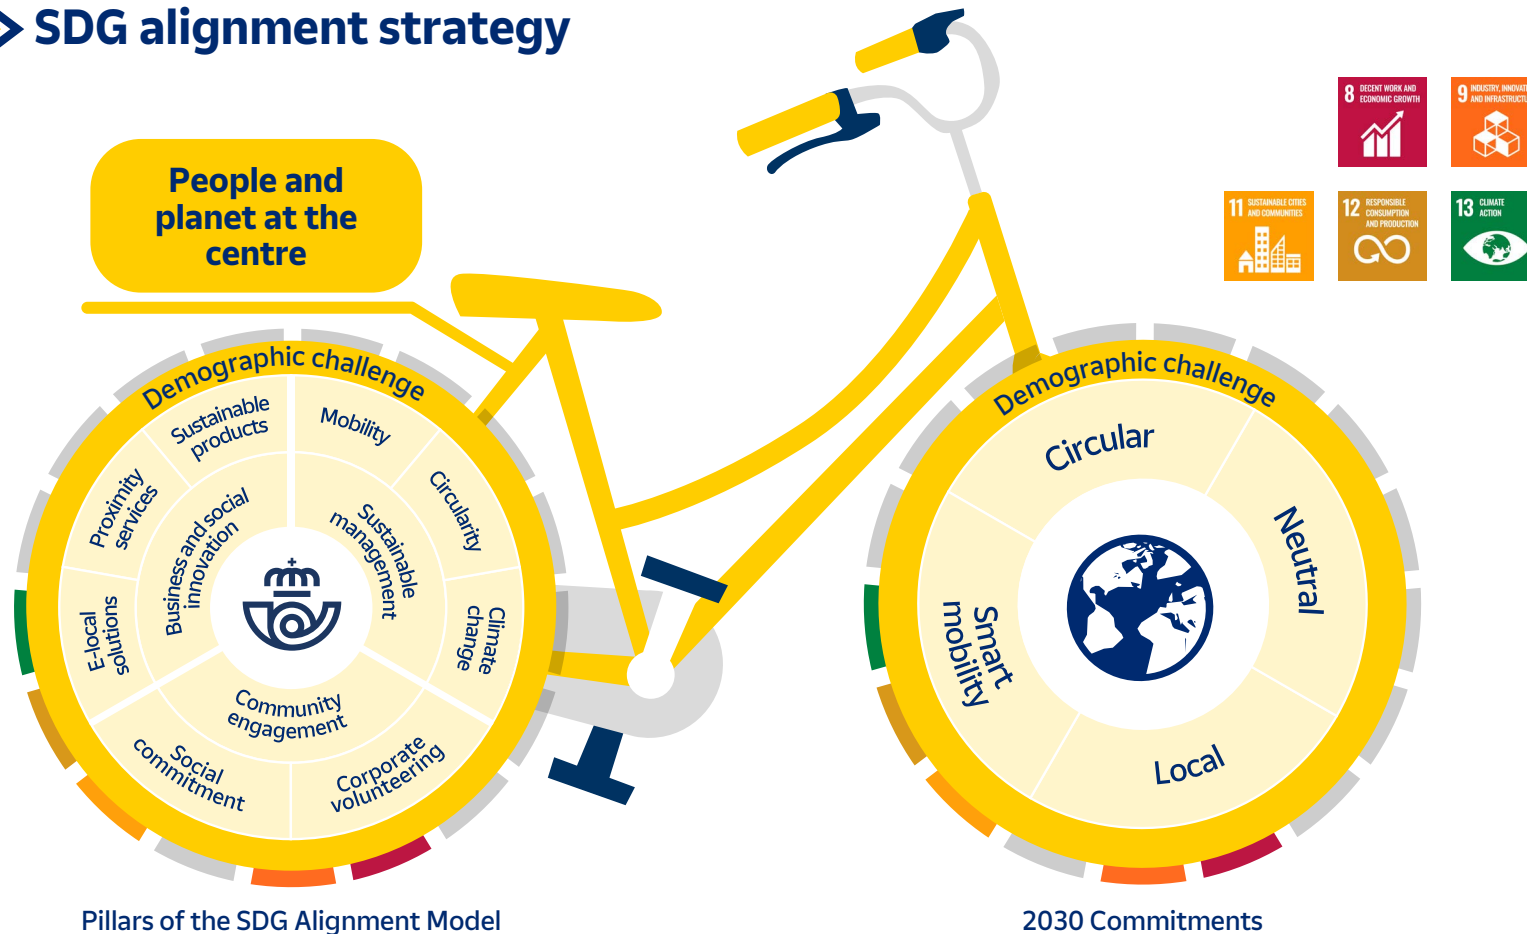 SDG alignment strategy
8 DECENT WORK AND
ECONOMIC GROWTH
9
11 SUSTAINABLE CITIES
AND COMMUNITIES
12 RESPONSIBLE
CONSUMPTION
AND PRODUCTION
13 CLIMATE
ACTION
People and
planet at the
centre
Demographic challenge
Sustainable
products
Mobility
Proximity
services
Circularity
Business and social
innovation
Sustainable
management
E-local
solutions
Climate
change
Community
engagement
Social
commitment
Corporate
volunteering
Pillars of the SDG Alignment Model
Demographic challenge
Circular
Neutral
Smart
mobility
Local
2030 Commitments